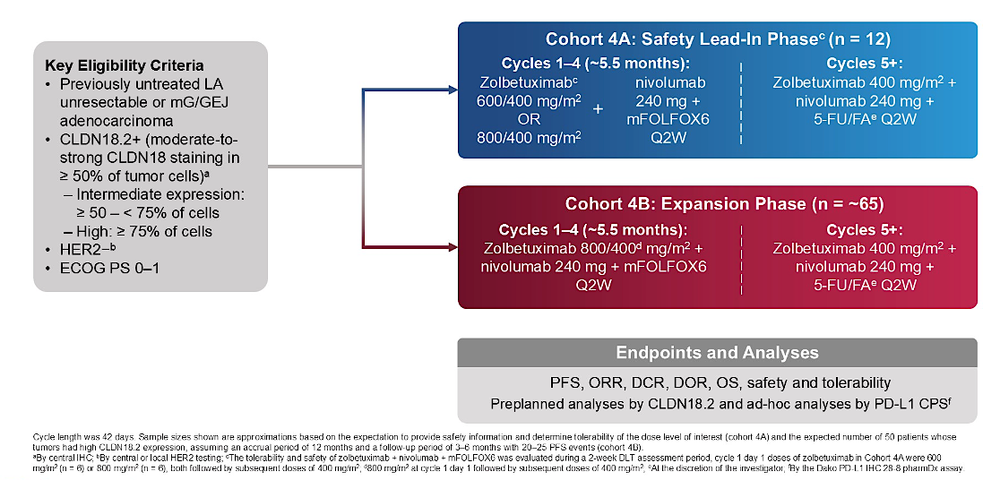 Key Eligibility Criteria
• Previously untreated LA
unresectable or mG/GEJ
adenocarcinoma
• CLDN18.2+ (moderate-to-
strong CLDN18 staining in
≥ 50% of tumor cells)ᵃ
– Intermediate expression:
≥ 50 – < 75% of cells
– High: ≥ 75% of cells
• HER2−ᵇ
• ECOG PS 0–1
Cohort 4A: Safety Lead-In Phaseᶜ (n = 12)
Cycles 1–4 (~5.5 months):
Zolbetuximabᶜ
600/400 mg/m²
OR
800/400 mg/m²
+
nivolumab
240 mg +
mFOLFOX6
Q2W
Cycles 5+:
Zolbetuximab 400 mg/m² +
nivolumab 240 mg +
5-FU/FAᵉ Q2W
Cohort 4B: Expansion Phase (n = ~65)
Cycles 1–4 (~5.5 months):
Zolbetuximab 800/400ᵈ mg/m² +
nivolumab 240 mg + mFOLFOX6
Q2W
Cycles 5+:
Zolbetuximab 400 mg/m² +
nivolumab 240 mg +
5-FU/FAᵉ Q2W
Endpoints and Analyses
PFS, ORR, DCR, DOR, OS, safety and tolerability
Preplanned analyses by CLDN18.2 and ad-hoc analyses by PD-L1 CPSᶠ
Cycle length was 42 days. Sample sizes shown are approximations based on the expectation to provide safety information and determine tolerability of the dose level of interest (cohort 4A) and the expected number of 50 patients whose
tumors had high CLDN18.2 expression, assuming an accrual period of 12 months and a follow-up period of 3–6 months with 20–25 PFS events (cohort 4B).
ᵃBy central IHC; ᵇBy central or local HER2 testing; ᶜThe tolerability and safety of zolbetuximab + nivolumab + mFOLFOX6 was evaluated during a 2-week DLT assessment period, cycle 1 day 1 doses of zolbetuximab in Cohort 4A were 600
mg/m² (n = 6) or 800 mg/m² (n = 6), both followed by subsequent doses of 400 mg/m²; ᵈ800 mg/m² at cycle 1 day 1 followed by subsequent doses of 400 mg/m²; ᵉAt the discretion of the investigator; ᶠBy the Dako PD-L1 IHC 28-8 pharmDx assay.